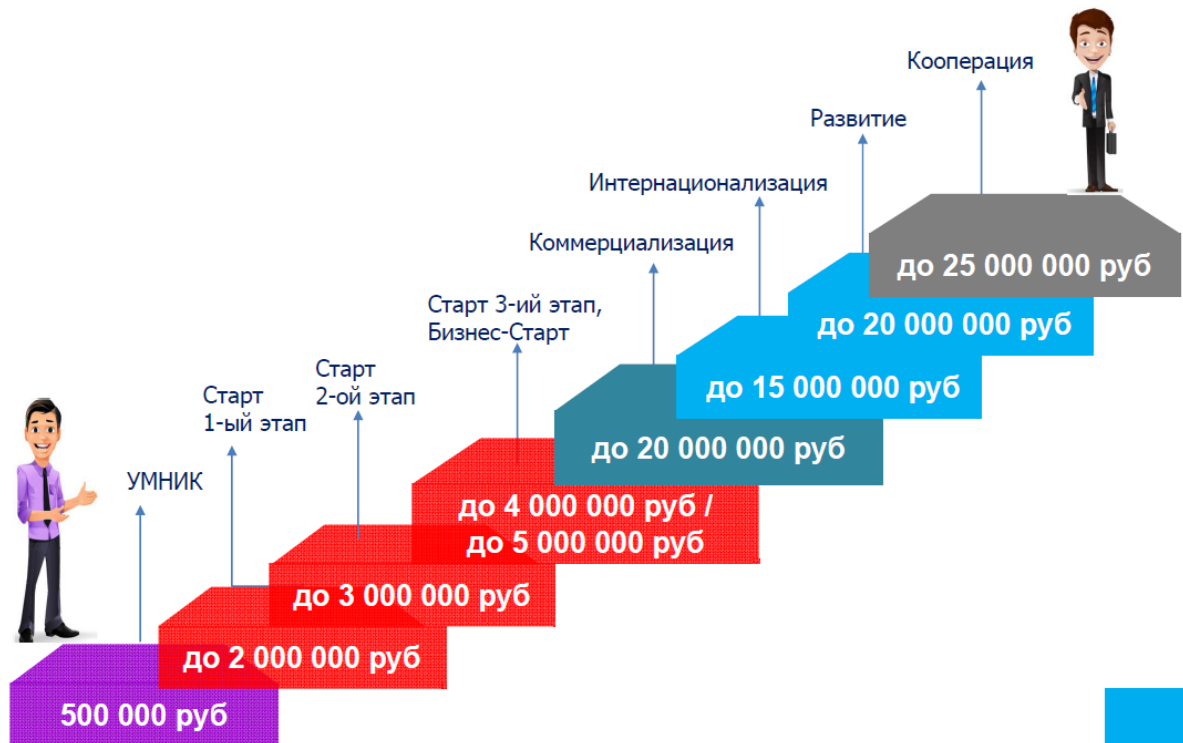 Кооперация
Развитие
Интернационализация
Коммерциализация
Старт 3-ий этап,
Бизнес-Старт
Старт
2-ой этап
Старт
1-ый этап
УМНИК
до 25 000 000 руб
до 20 000 000 руб
до 15 000 000 руб
до 20 000 000 руб
до 4 000 000 руб /
до 5 000 000 руб
до 3 000 000 руб
до 2 000 000 руб
500 000 руб